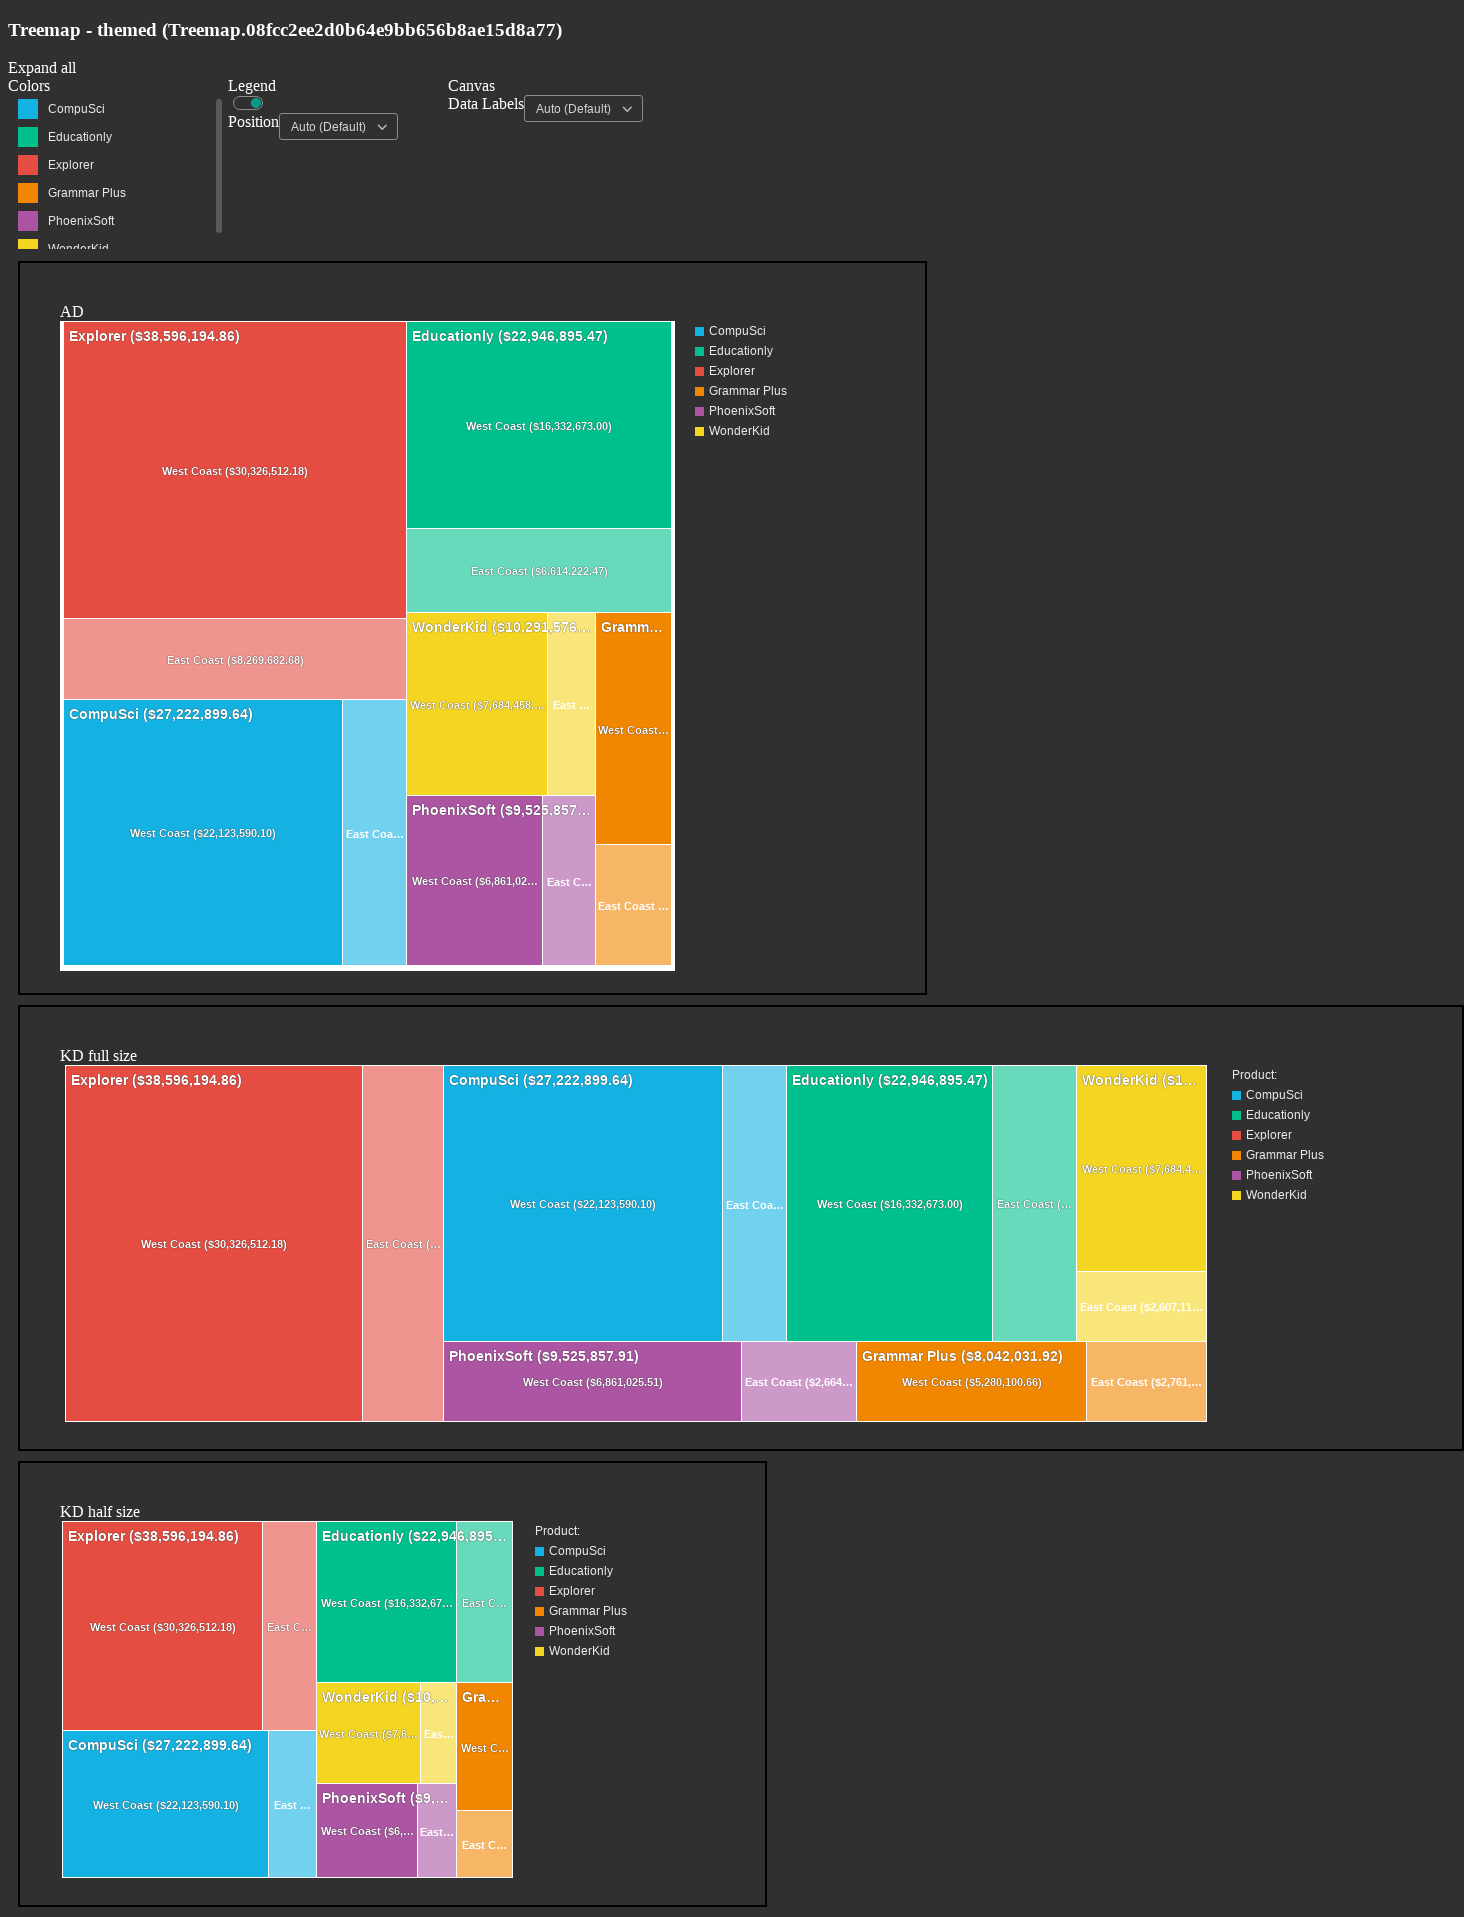 Treemap - themed (Treemap.08fcc2ee2d0b64e9bb656b8ae15d8a77)
Expand all
Colors
CompuSci
Educationly
Explorer
Grammar Plus
PhoenixSoft
WonderKid
Legend
Position
Auto (Default)
Canvas
Data Labels
Auto (Default)
AD
Explorer ($38,596,194.86)
West Coast ($30,326,512.18)
East Coast ($8,269,682.68)
CompuSci ($27,222,899.64)
West Coast ($22,123,590.10)
East Coa…
Educationly ($22,946,895.47)
West Coast ($16,332,673.00)
East Coast ($6,614,222.47)
WonderKid ($10,291,576…
West Coast ($7,684,458.…
East …
PhoenixSoft ($9,525,857…
West Coast ($6,861,02…
East C…
Gramm…
West Coast…
East Coast …
CompuSci
Educationly
Explorer
Grammar Plus
PhoenixSoft
WonderKid
KD full size
Explorer ($38,596,194.86)
West Coast ($30,326,512.18)
East Coast (…
CompuSci ($27,222,899.64)
West Coast ($22,123,590.10)
East Coa…
Educationly ($22,946,895.47)
West Coast ($16,332,673.00)
East Coast (…
WonderKid ($1…
West Coast ($7,684,4…
East Coast ($2,607,11…
PhoenixSoft ($9,525,857.91)
West Coast ($6,861,025.51)
East Coast ($2,664…
Grammar Plus ($8,042,031.92)
West Coast ($5,280,100.66)
East Coast ($2,761,…
Product:
CompuSci
Educationly
Explorer
Grammar Plus
PhoenixSoft
WonderKid
KD half size
Explorer ($38,596,194.86)
West Coast ($30,326,512.18)
East C…
CompuSci ($27,222,899.64)
West Coast ($22,123,590.10)
East …
Educationly ($22,946,895…
West Coast ($16,332,67…
East C…
WonderKid ($10,…
West Coast ($7,6…
Eas…
PhoenixSoft ($9,…
West Coast ($6,…
East…
Gra…
West C…
East C…
Product:
CompuSci
Educationly
Explorer
Grammar Plus
PhoenixSoft
WonderKid